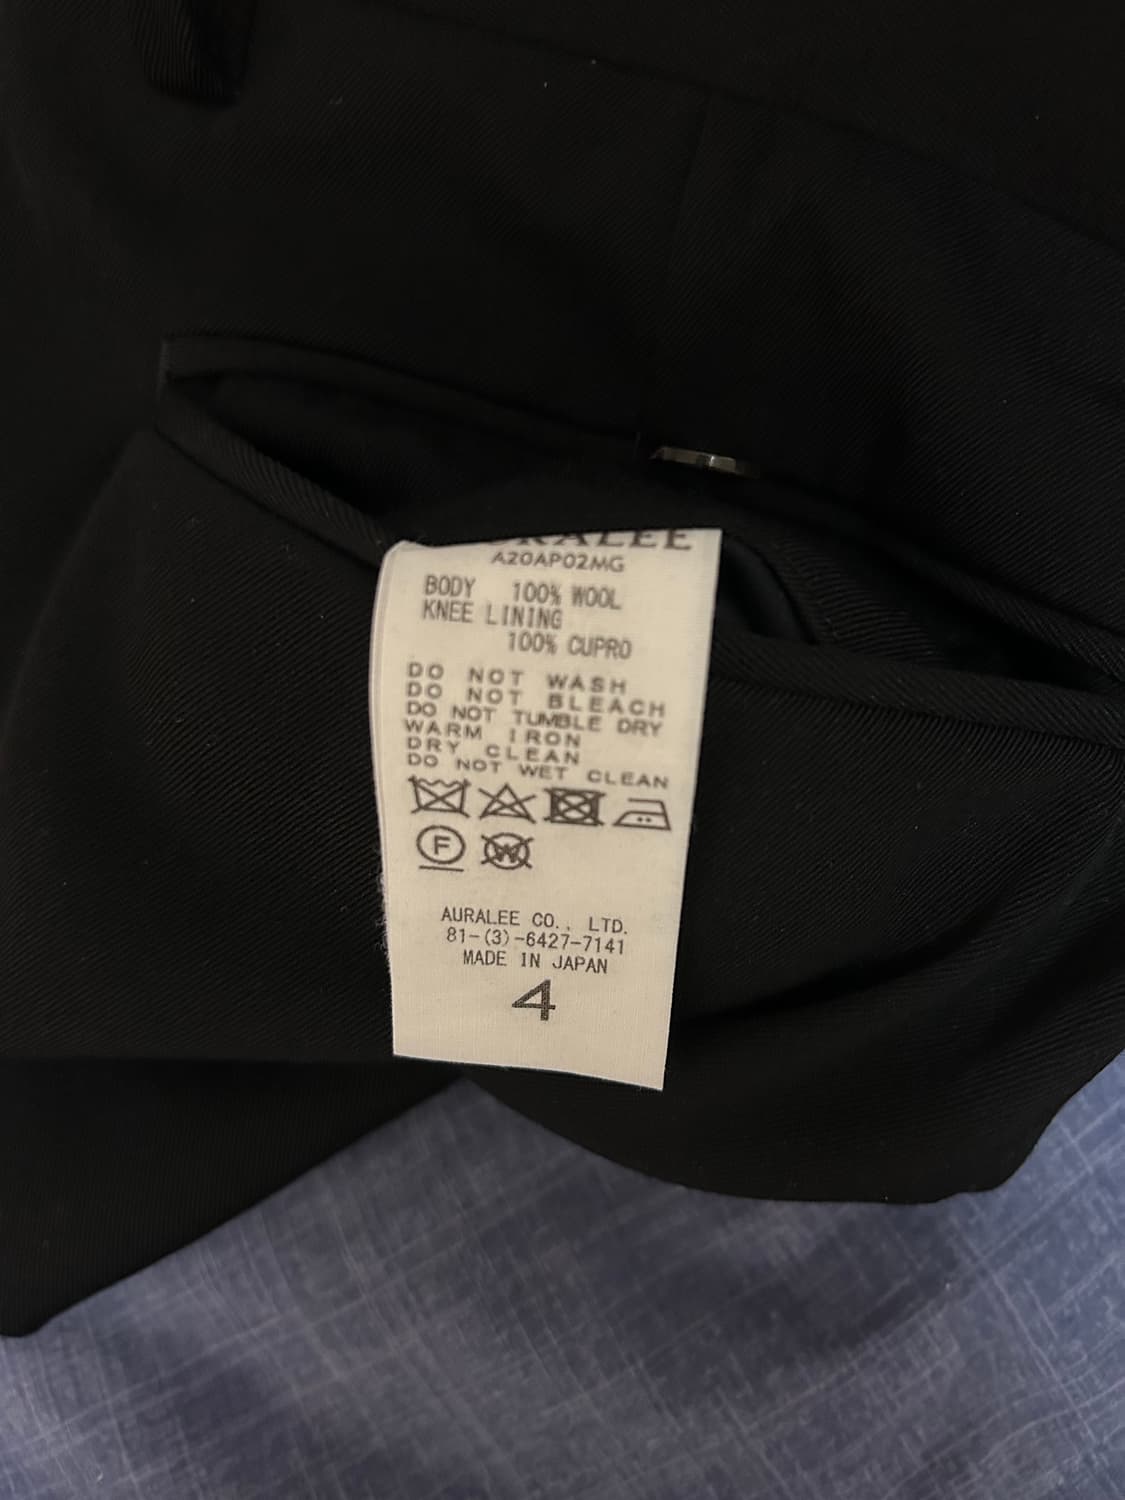 AURALEE
A20AP02MG
BODY 100% WOOL
KNEE LINING
100% CUPRO
DO NOT WASH
DO NOT BLEACH
DO NOT TUMBLE DRY
WARM IRON
DRY CLEAN
DO NOT WET CLEAN
F W
AURALEE CO., LTD.
81-(3)-6427-7141
MADE IN JAPAN
4